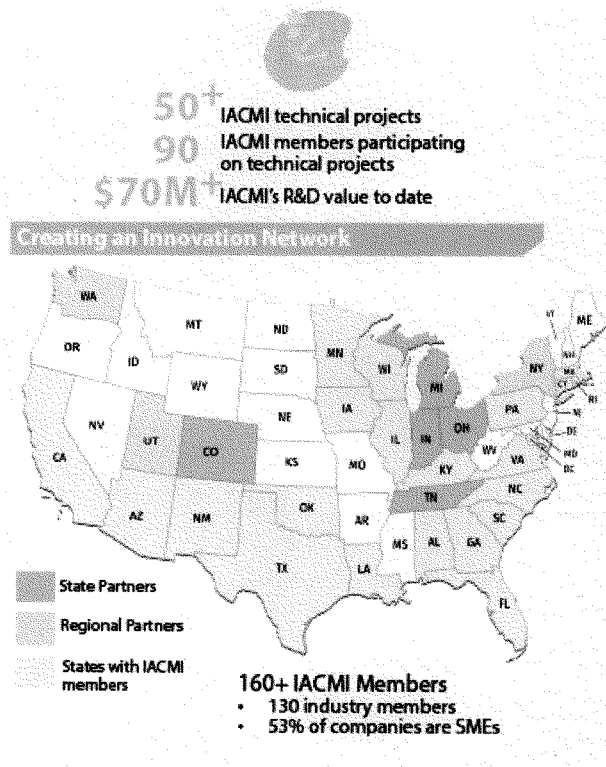 50+ IACMI technical projects
90 IACMI members participating
on technical projects
$70M+ IACMI's R&D value to date
Creating an Innovation Network
WA
MT
ND
ME
VT
OR
ID
MN
NH
SD
WI
NY
MA
WY
MI
CT
RI
IA
PA
NE
NJ
NV
OH
DE
UT
IL
IN
CO
WV
MD
CA
KS
MO
KY
VA
DC
NC
TN
AZ
NM
OK
AR
SC
MS
AL
GA
TX
LA
FL
State Partners
Regional Partners
States with IACMI
members
160+ IACMI Members
• 130 industry members
• 53% of companies are SMEs